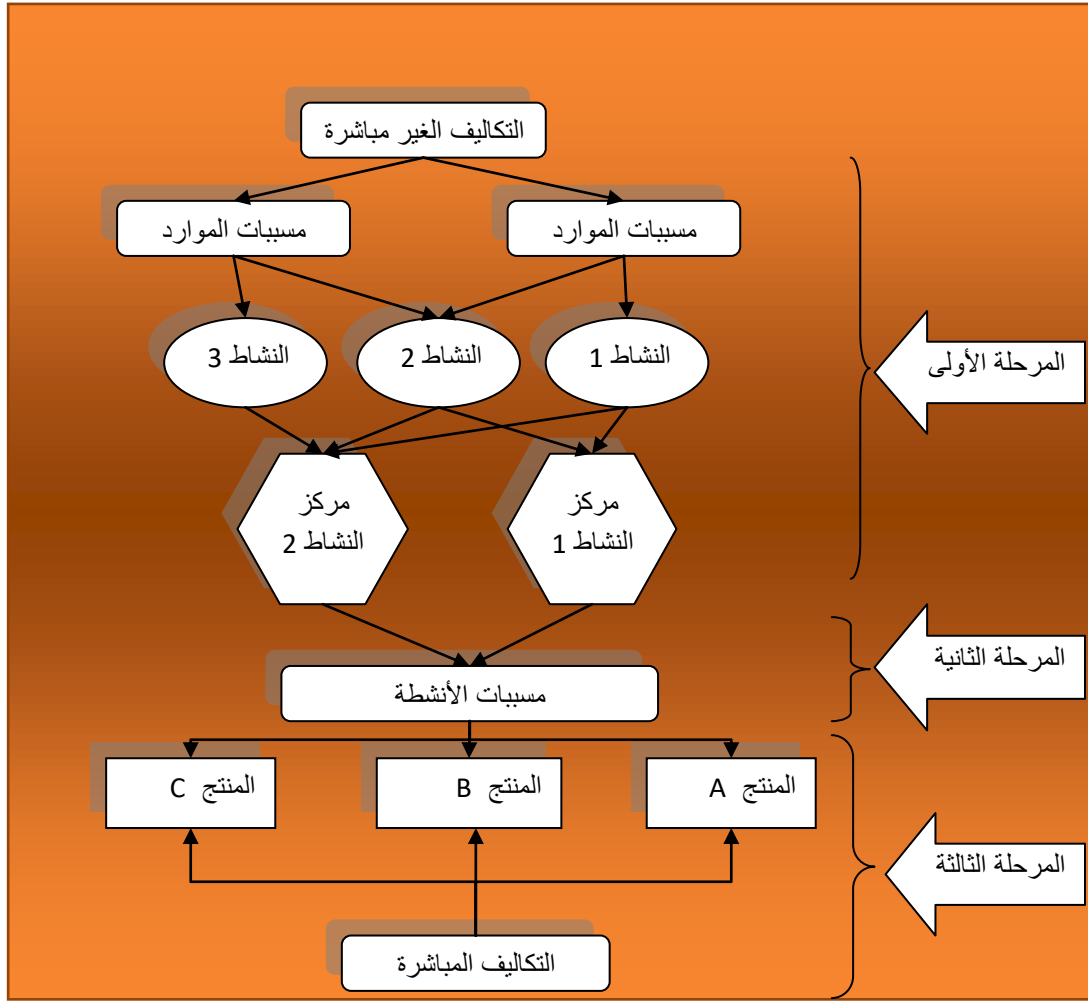 التكاليف الغير مباشرة
مسببات الموارد
مسببات الموارد
النشاط 1
النشاط 2
النشاط 3
المرحلة الأولى
مركز
النشاط 1
مركز
النشاط 2
المرحلة الثانية
مسببات الأنشطة
المنتج A
المنتج B
المنتج C
المرحلة الثالثة
التكاليف المباشرة